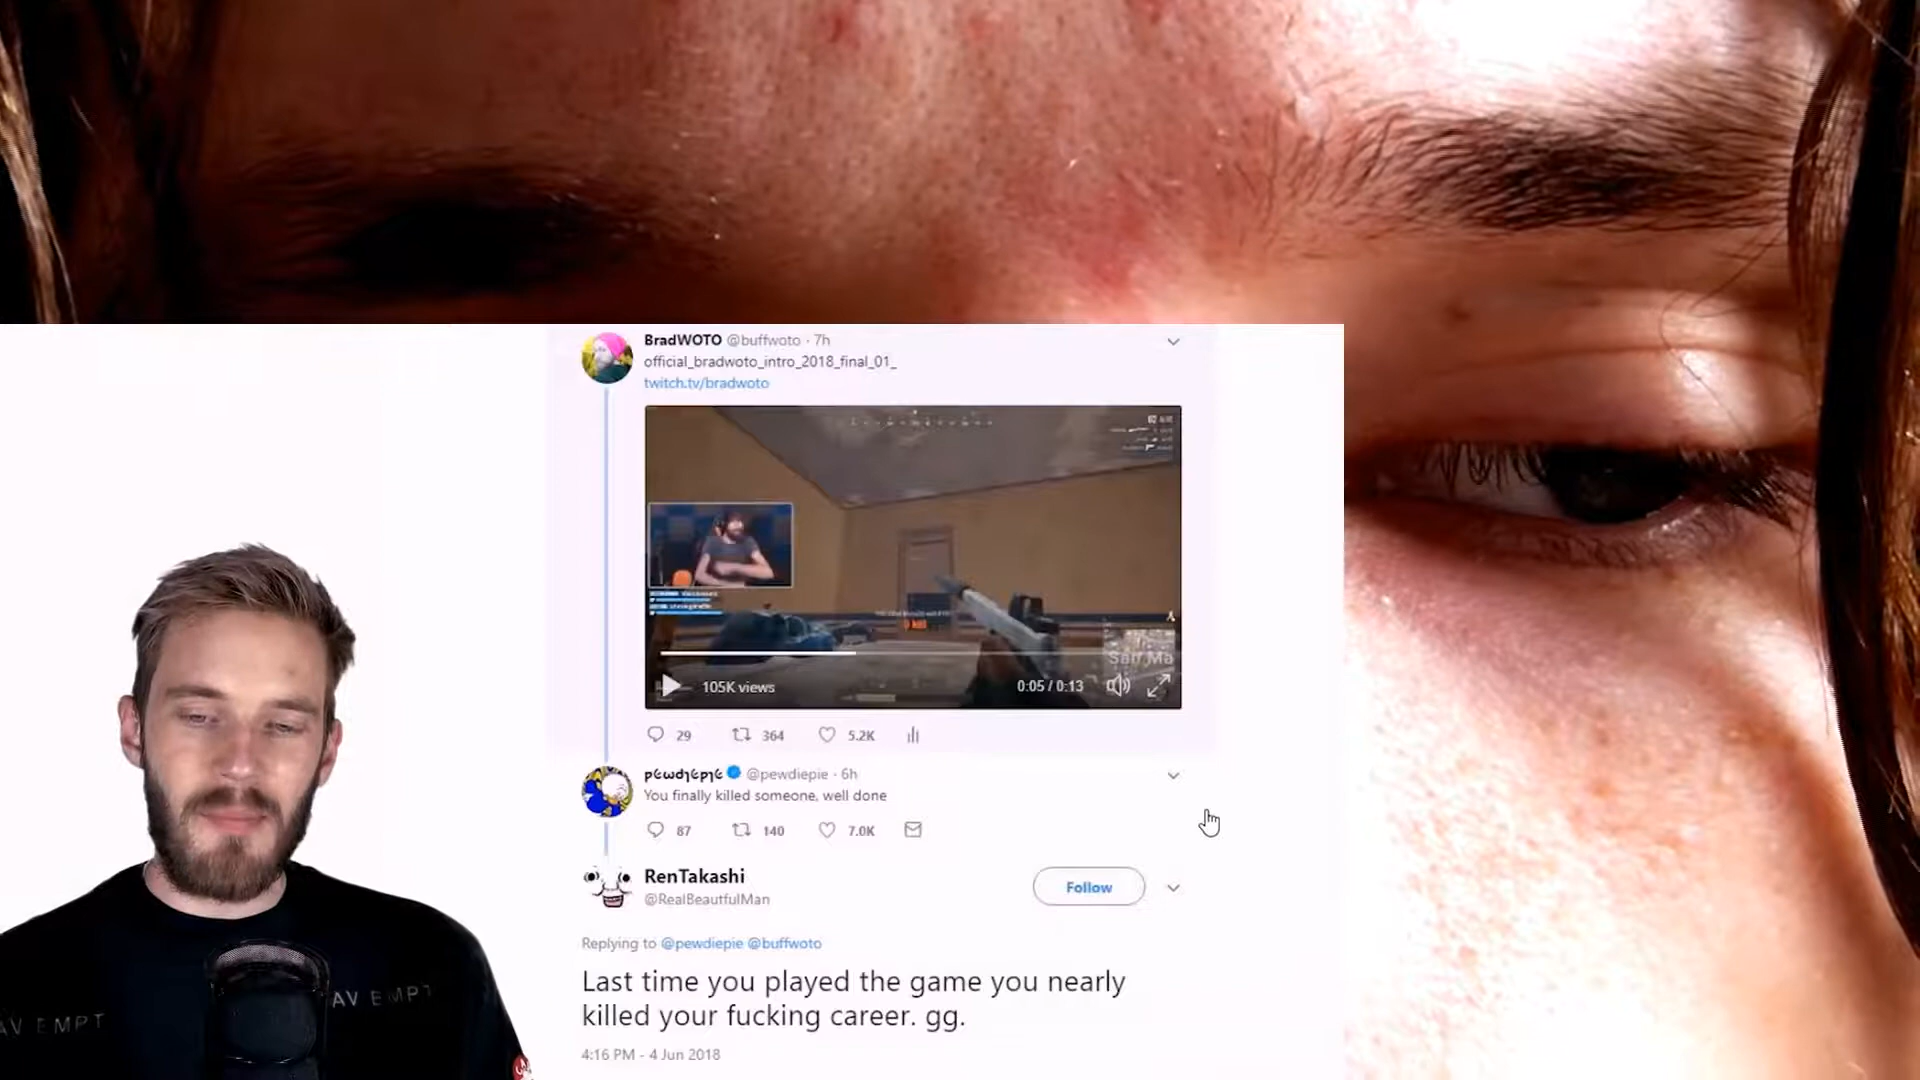 BradWOTO @buffwoto · 7h
official_bradwoto_intro_2018_final_01_
twitch.tv/bradwoto
San Ma
105K views
0:05 / 0:13
29 364 5.2K
pewdiepie @pewdiepie · 6h
You finally killed someone, well done
87 140 7.0K
RenTakashi
@RealBeautfulMan
Follow
Replying to @pewdiepie @buffwoto
Last time you played the game you nearly
killed your fucking career. gg.
4:16 PM - 4 Jun 2018
AV EMPT
AV EMPT